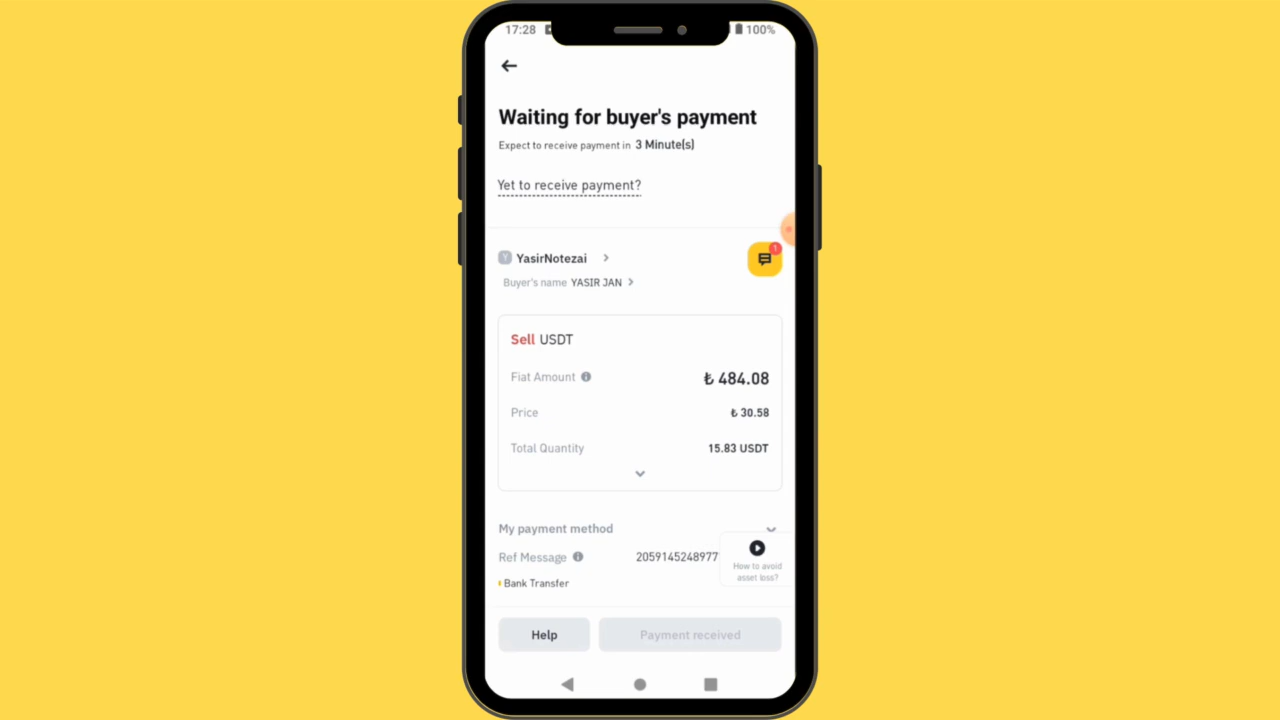 17:28 100%
Waiting for buyer's payment
Expect to receive payment in 3 Minute(s)
Yet to receive payment?
Y YasirNotezai
1
Buyer's name YASIR JAN
Sell USDT
Fiat Amount ₺ 484.08
Price ₺ 30.58
Total Quantity 15.83 USDT
My payment method
Ref Message 2059145248977
How to avoid
asset loss?
Bank Transfer
Help Payment received